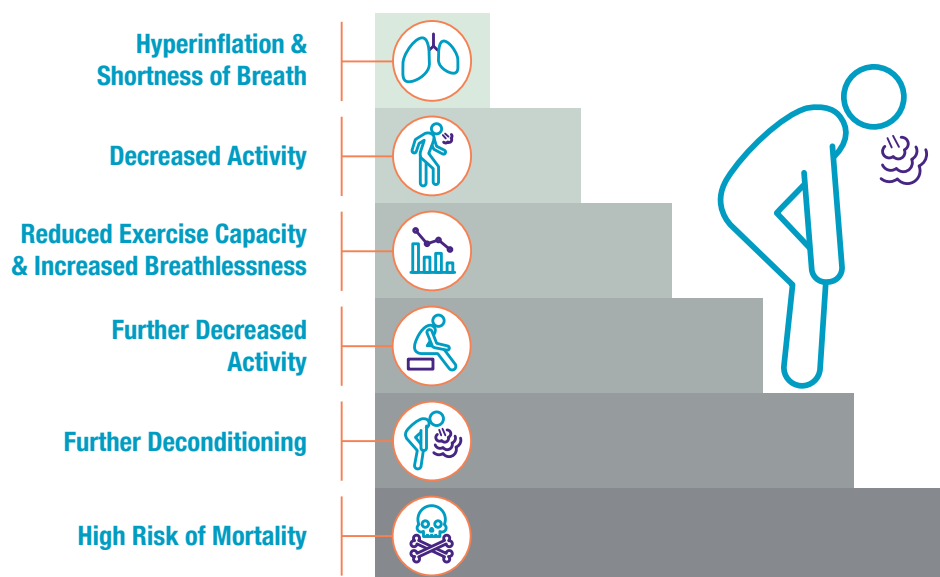 Hyperinflation &
Shortness of Breath
Decreased Activity
Reduced Exercise Capacity
& Increased Breathlessness
Further Decreased
Activity
Further Deconditioning
High Risk of Mortality